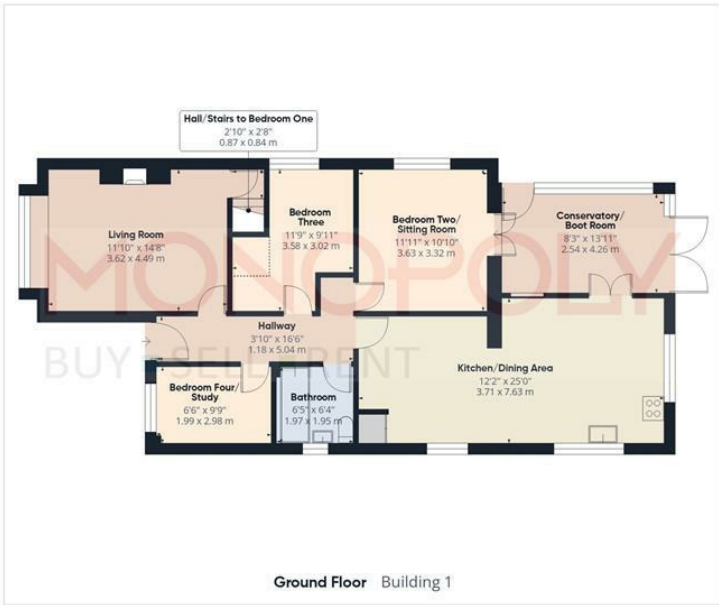 Hall/Stairs to Bedroom One
2'10" x 2'8"
0.87 x 0.84 m
Living Room
11'10" x 14'8"
3.62 x 4.49 m
Bedroom
Three
11'9" x 9'11"
3.58 x 3.02 m
Bedroom Two/
Sitting Room
11'11" x 10'10"
3.63 x 3.32 m
Conservatory/
Boot Room
8'3" x 13'11"
2.54 x 4.26 m
MONOPOLY
BUY SELL RENT
Hallway
3'10" x 16'6"
1.18 x 5.04 m
Kitchen/Dining Area
12'2" x 25'0"
3.71 x 7.63 m
Bedroom Four/
Study
6'6" x 9'9"
1.99 x 2.98 m
Bathroom
6'5" x 6'4"
1.97 x 1.95 m
Ground Floor Building 1